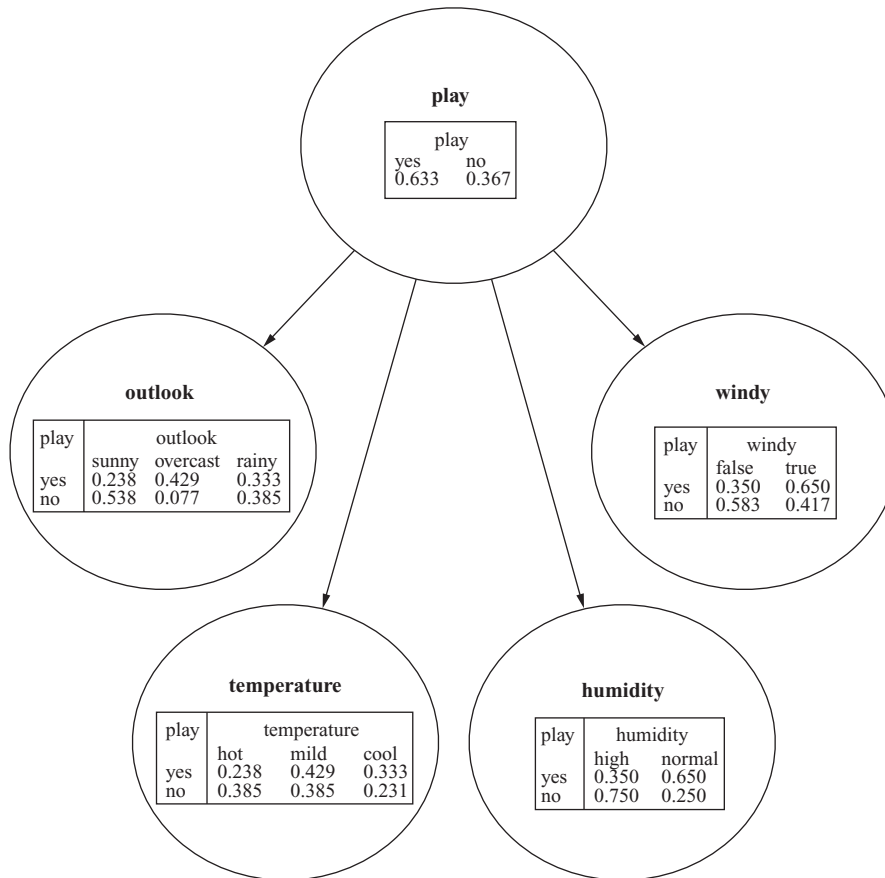 play
play
yes no
0.633 0.367
outlook
play outlook
sunny overcast rainy
yes 0.238 0.429 0.333
no 0.538 0.077 0.385
windy
play windy
false true
yes 0.350 0.650
no 0.583 0.417
temperature
play temperature
hot mild cool
yes 0.238 0.429 0.333
no 0.385 0.385 0.231
humidity
play humidity
high normal
yes 0.350 0.650
no 0.750 0.250